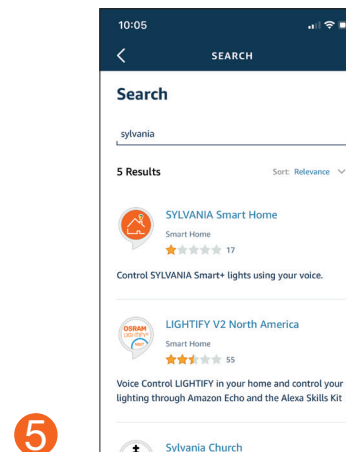 10:05
SEARCH
Search
sylvania
5 Results Sort: Relevance
SYLVANIA Smart Home
Smart Home
17
Control SYLVANIA Smart+ lights using your voice.
OSRAM
LIGHTIFY
LIGHTIFY V2 North America
Smart Home
55
Voice Control LIGHTIFY in your home and control your
lighting through Amazon Echo and the Alexa Skills Kit
5
Sylvania Church